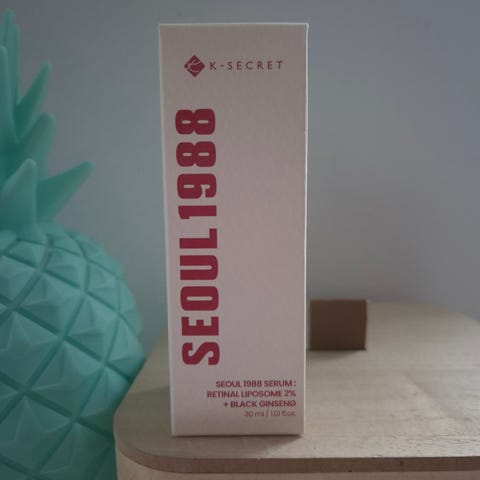 K-SECRET
SEOUL1988
SEOUL 1988 SERUM :
RETINAL LIPOSOME 2%
+ BLACK GINSENG
30 ml / 1.01 fl.oz.